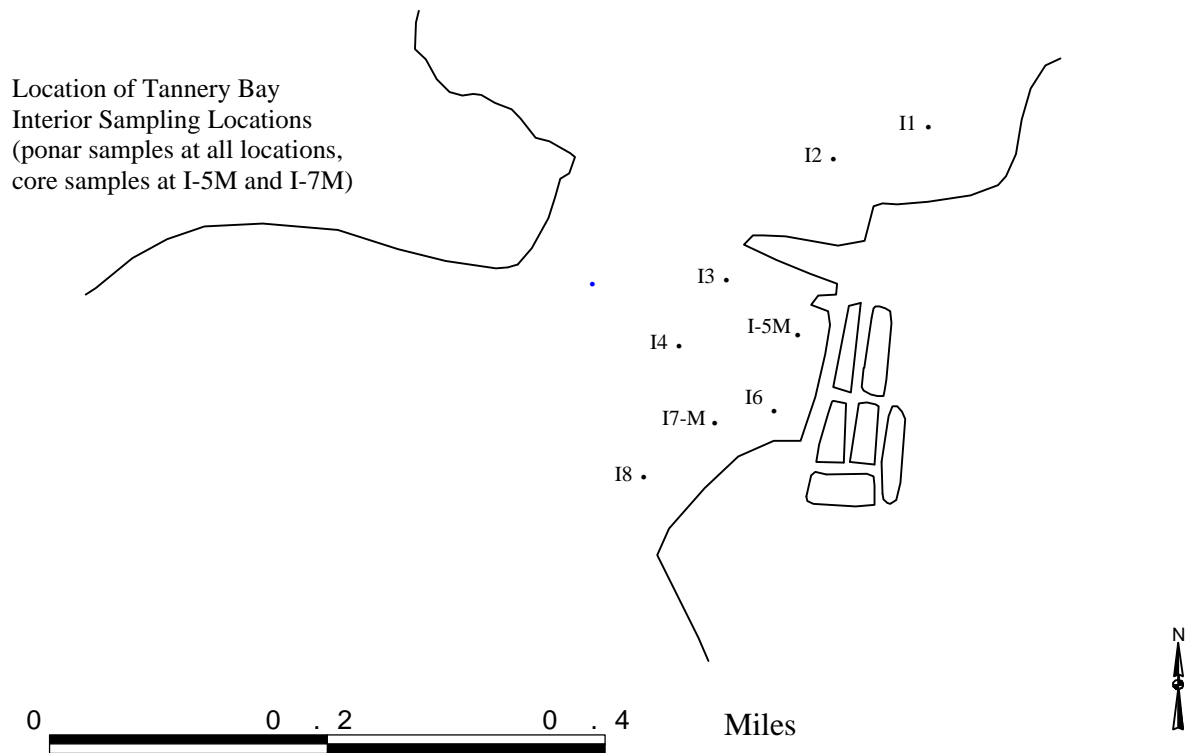 Location of Tannery Bay
Interior Sampling Locations
(ponar samples at all locations,
core samples at I-5M and I-7M)
I1
I2
I3
I-5M
I4
I6
I7-M
I8
N
0 0.2 0.4 Miles